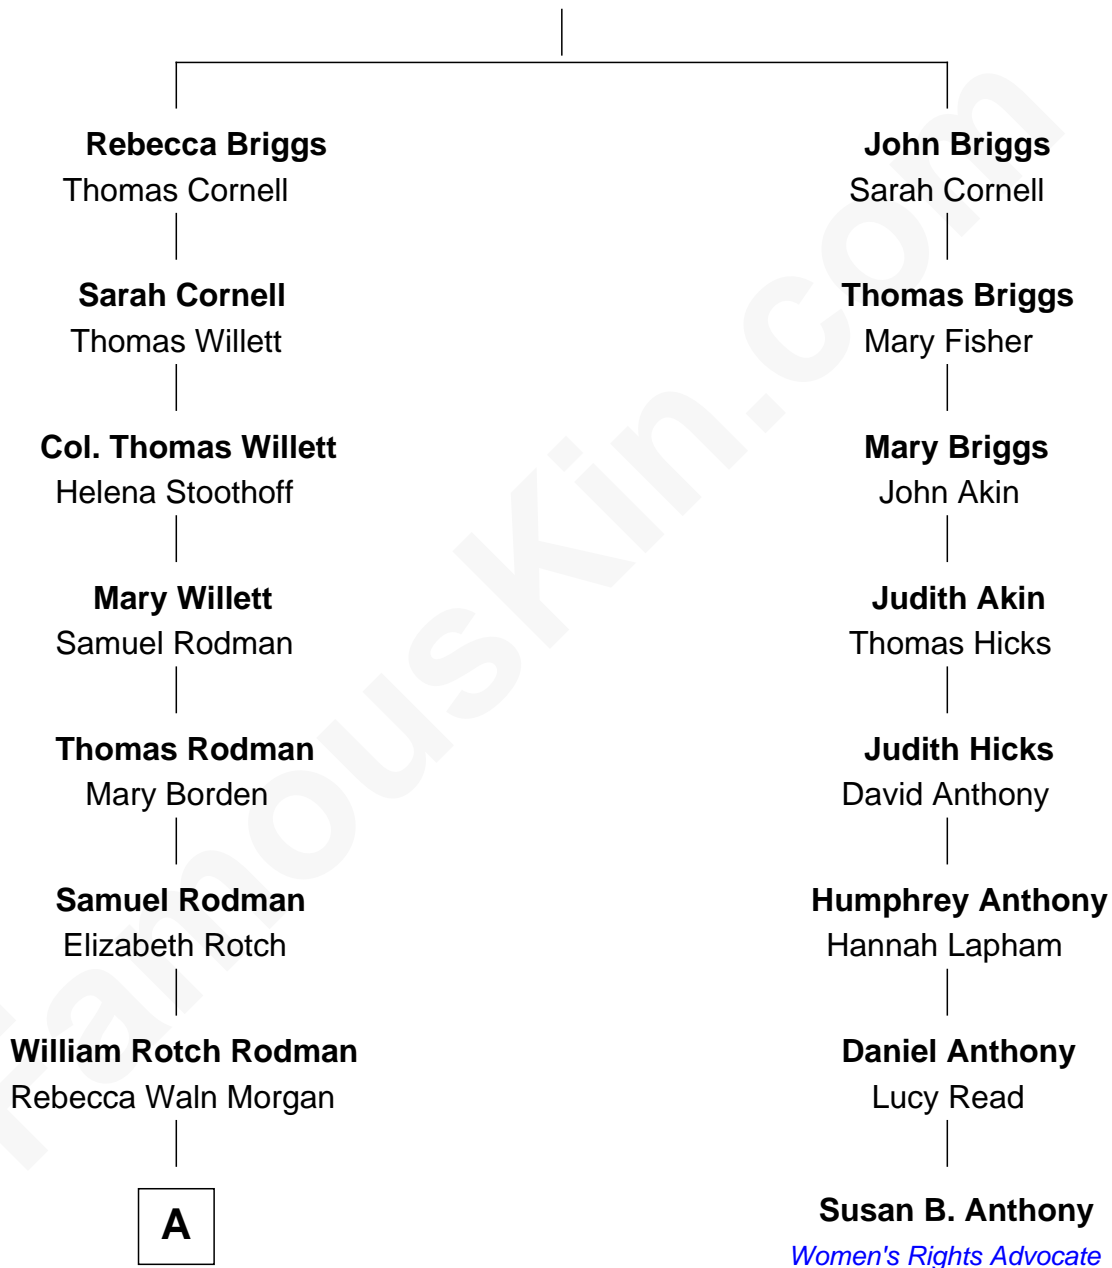 Rebecca Briggs
Thomas Cornell
Sarah Cornell
Thomas Willett
Col. Thomas Willett
Helena Stoothoff
Mary Willett
Samuel Rodman
Thomas Rodman
Mary Borden
Samuel Rodman
Elizabeth Rotch
William Rotch Rodman
Rebecca Waln Morgan
A
John Briggs
Sarah Cornell
Thomas Briggs
Mary Fisher
Mary Briggs
John Akin
Judith Akin
Thomas Hicks
Judith Hicks
David Anthony
Humphrey Anthony
Hannah Lapham
Daniel Anthony
Lucy Read
Susan B. Anthony
Women's Rights Advocate
FamousKin.com